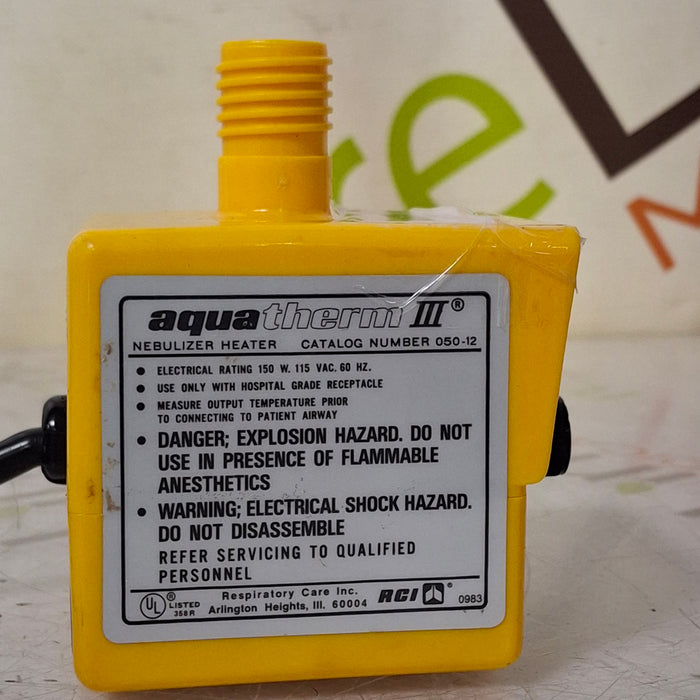 re
aquatherm III ®
NEBULIZER HEATER CATALOG NUMBER 050-12
• ELECTRICAL RATING 150 W. 115 VAC. 60 HZ.
• USE ONLY WITH HOSPITAL GRADE RECEPTACLE
• MEASURE OUTPUT TEMPERATURE PRIOR
TO CONNECTING TO PATIENT AIRWAY
• DANGER; EXPLOSION HAZARD. DO NOT
USE IN PRESENCE OF FLAMMABLE
ANESTHETICS
• WARNING; ELECTRICAL SHOCK HAZARD.
DO NOT DISASSEMBLE
REFER SERVICING TO QUALIFIED
PERSONNEL
UL ® LISTED
358R
Respiratory Care Inc.
Arlington Heights, Ill. 60004
RCI ®
0983